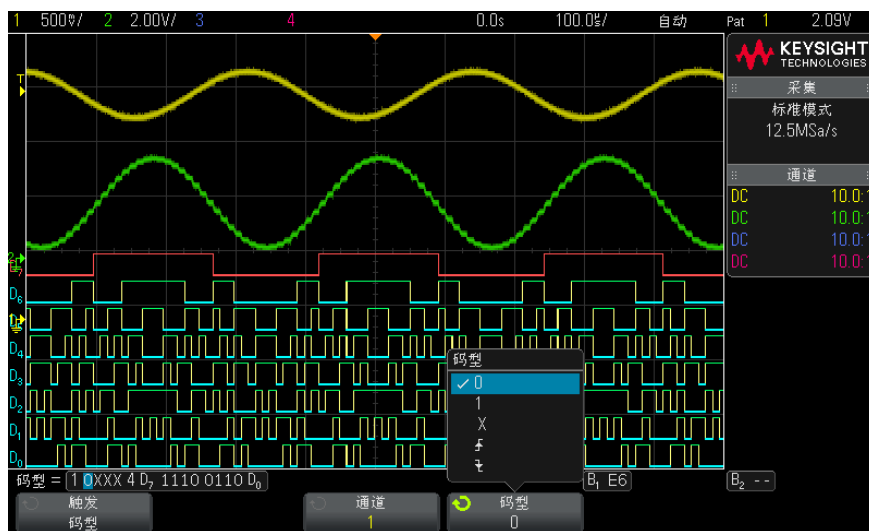 1 500㎷/ 2 2.00V/ 3 4 0.0s 100.0㎲/ 自动 Pat 1 2.09V
KEYSIGHT
TECHNOLOGIES
采集
标准模式
12.5MSa/s
通道
DC 10.0:1
DC 10.0:1
DC 10.0:1
DC 10.0:1
T
D6
D4
D3
D2
D1
D0
码型
✓ 0
1
X
码型 = 1 0XXX 4 D7 1110 0110 D0 B1 E6 B2 --
触发 通道 码型
码型 1 0